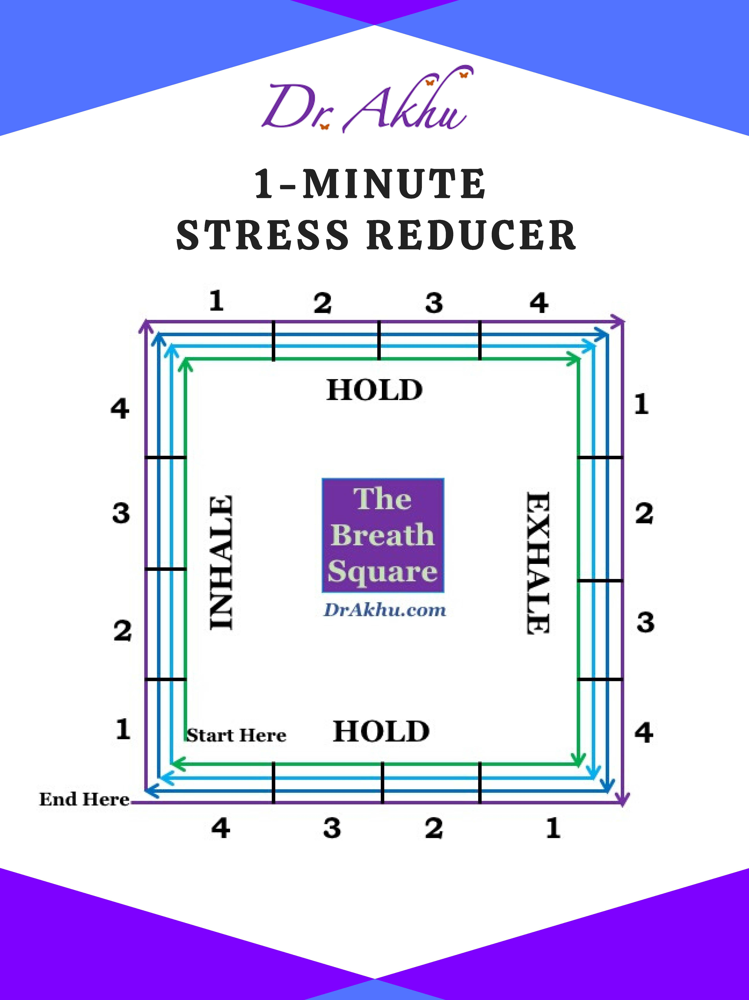 Dr. Akhu
1-MINUTE
STRESS REDUCER
1 2 3 4
HOLD
4
3
2
1
INHALE
The
Breath
Square
DrAkhu.com
EXHALE
1
2
3
4
Start Here
HOLD
End Here
4 3 2 1